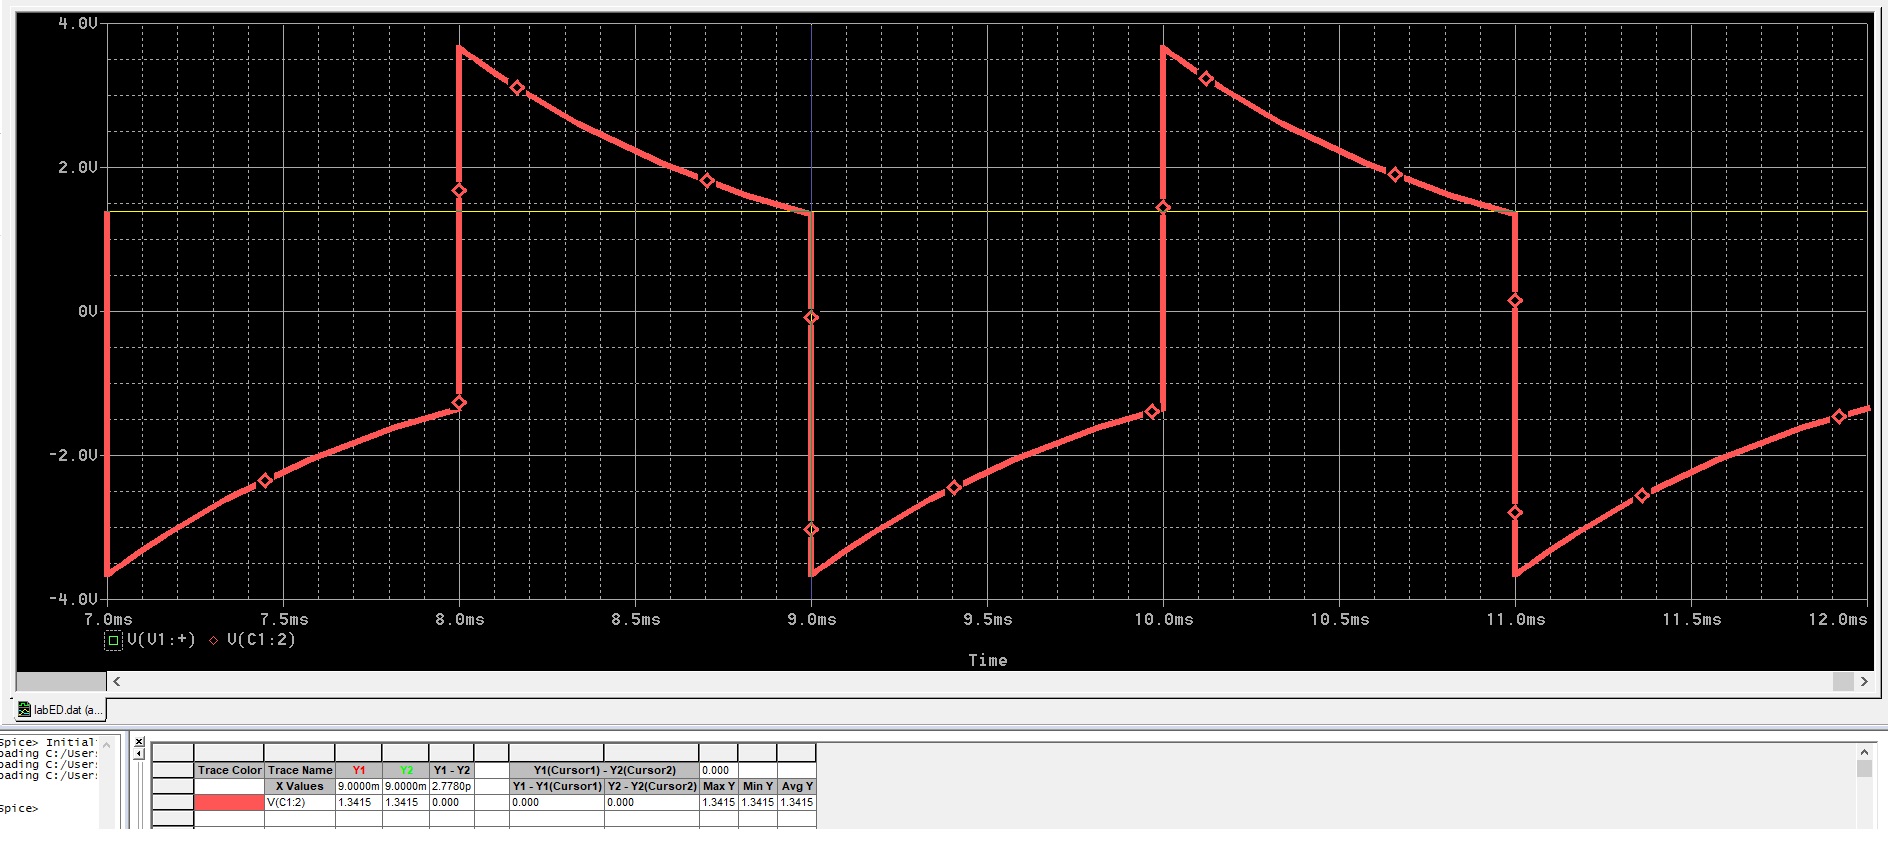 4.0V
2.0V
0V
-2.0V
-4.0V
7.0ms 7.5ms 8.0ms 8.5ms 9.0ms 9.5ms 10.0ms 10.5ms 11.0ms 11.5ms 12.0ms
V(V1:+) V(C1:2)
Time
labED.dat (a...
Spice> Initial
oading C:/User:
oading C:/User:
oading C:/User:
Spice>
Trace Color Trace Name Y1 Y2 Y1 - Y2 Y1(Cursor1) - Y2(Cursor2) 0.000
X Values 9.0000m 9.0000m 2.7780p Y1 - Y1(Cursor1) Y2 - Y2(Cursor2) Max Y Min Y Avg Y
V(C1:2) 1.3415 1.3415 0.000 0.000 0.000 1.3415 1.3415 1.3415